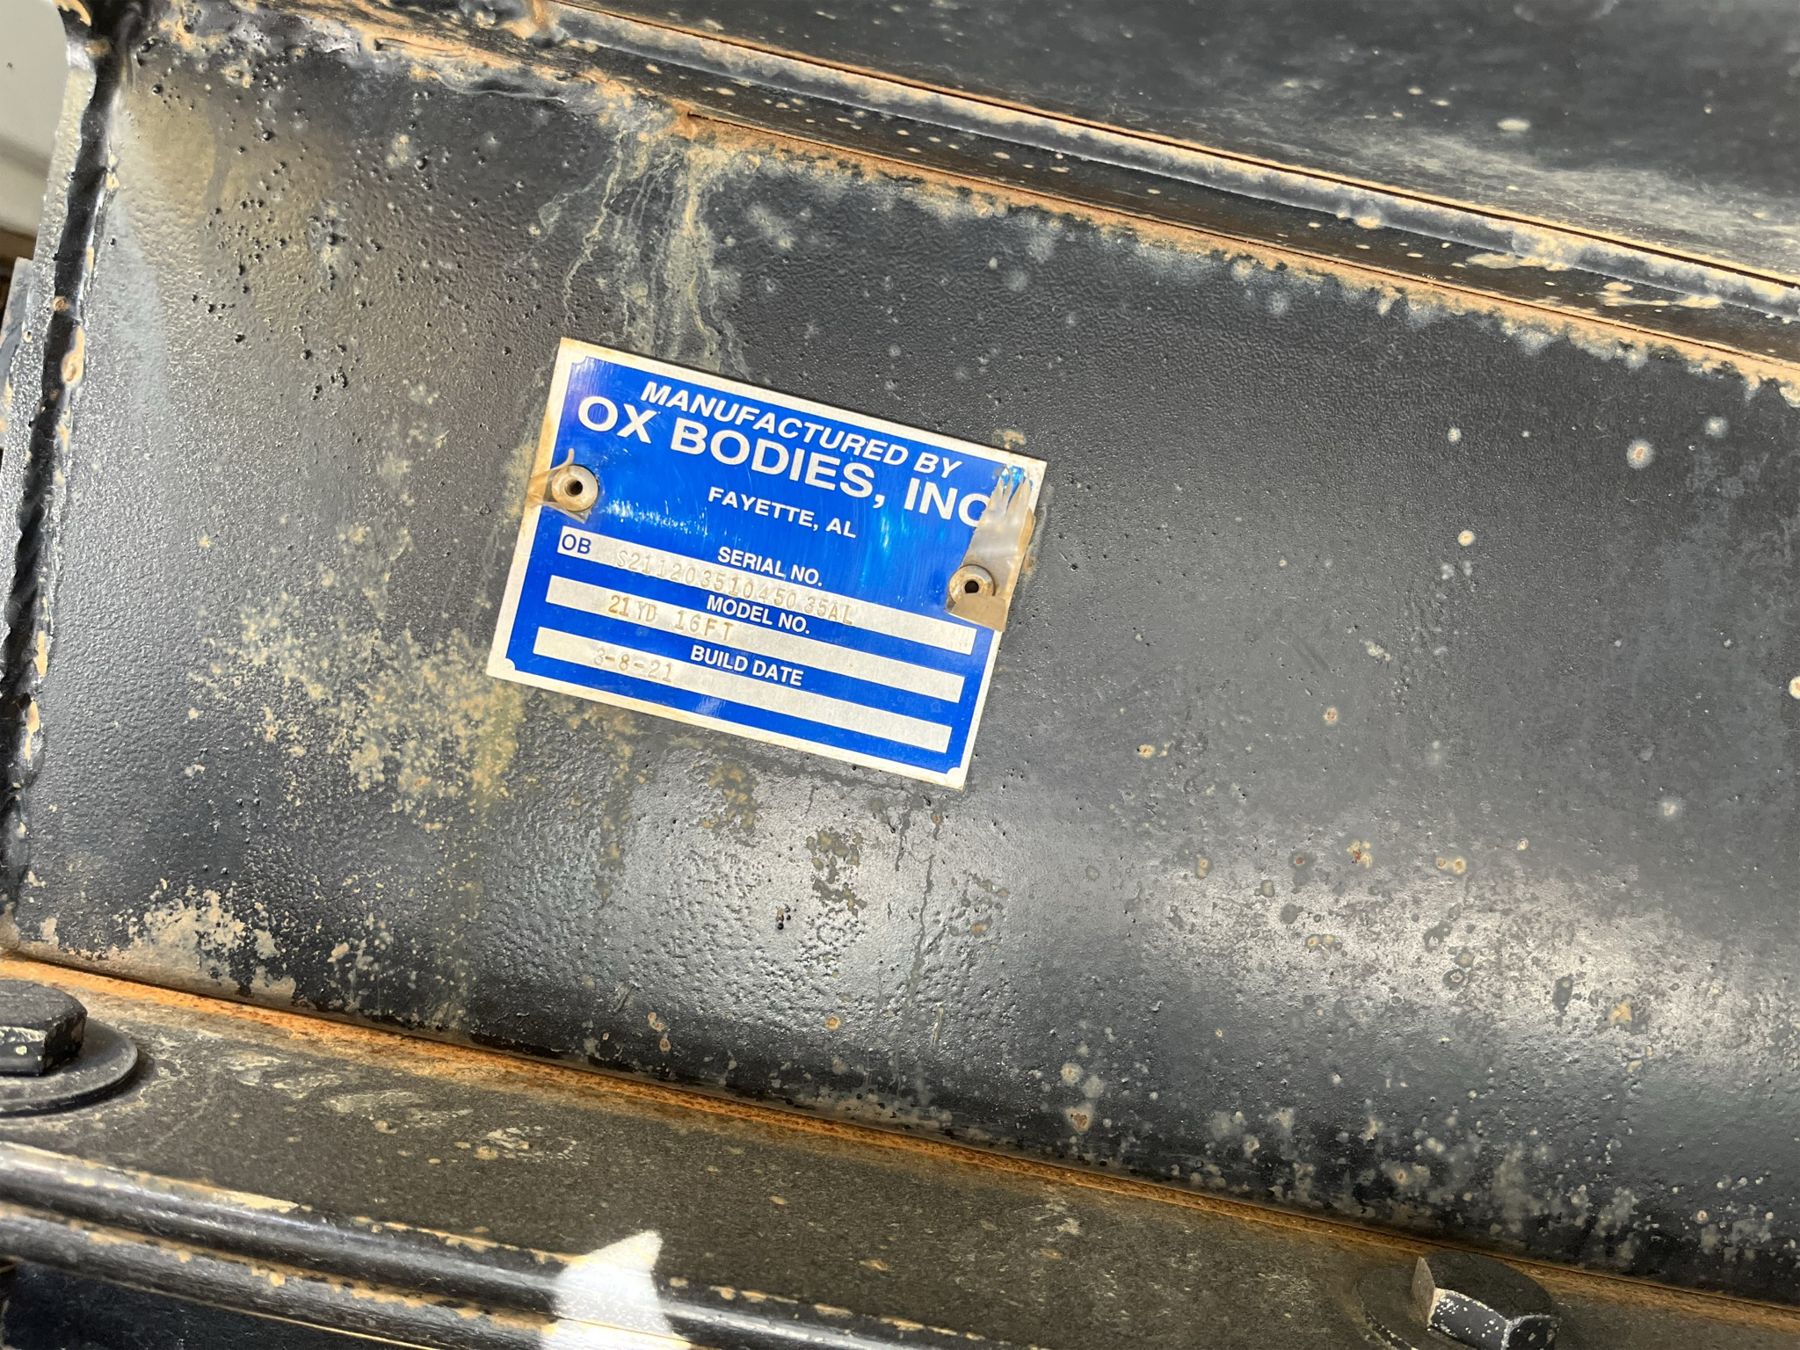 MANUFACTURED BY
OX BODIES, INC
FAYETTE, AL
SERIAL NO.
OB S21120351045035AL
MODEL NO.
21YD 16FT
BUILD DATE
3-8-21